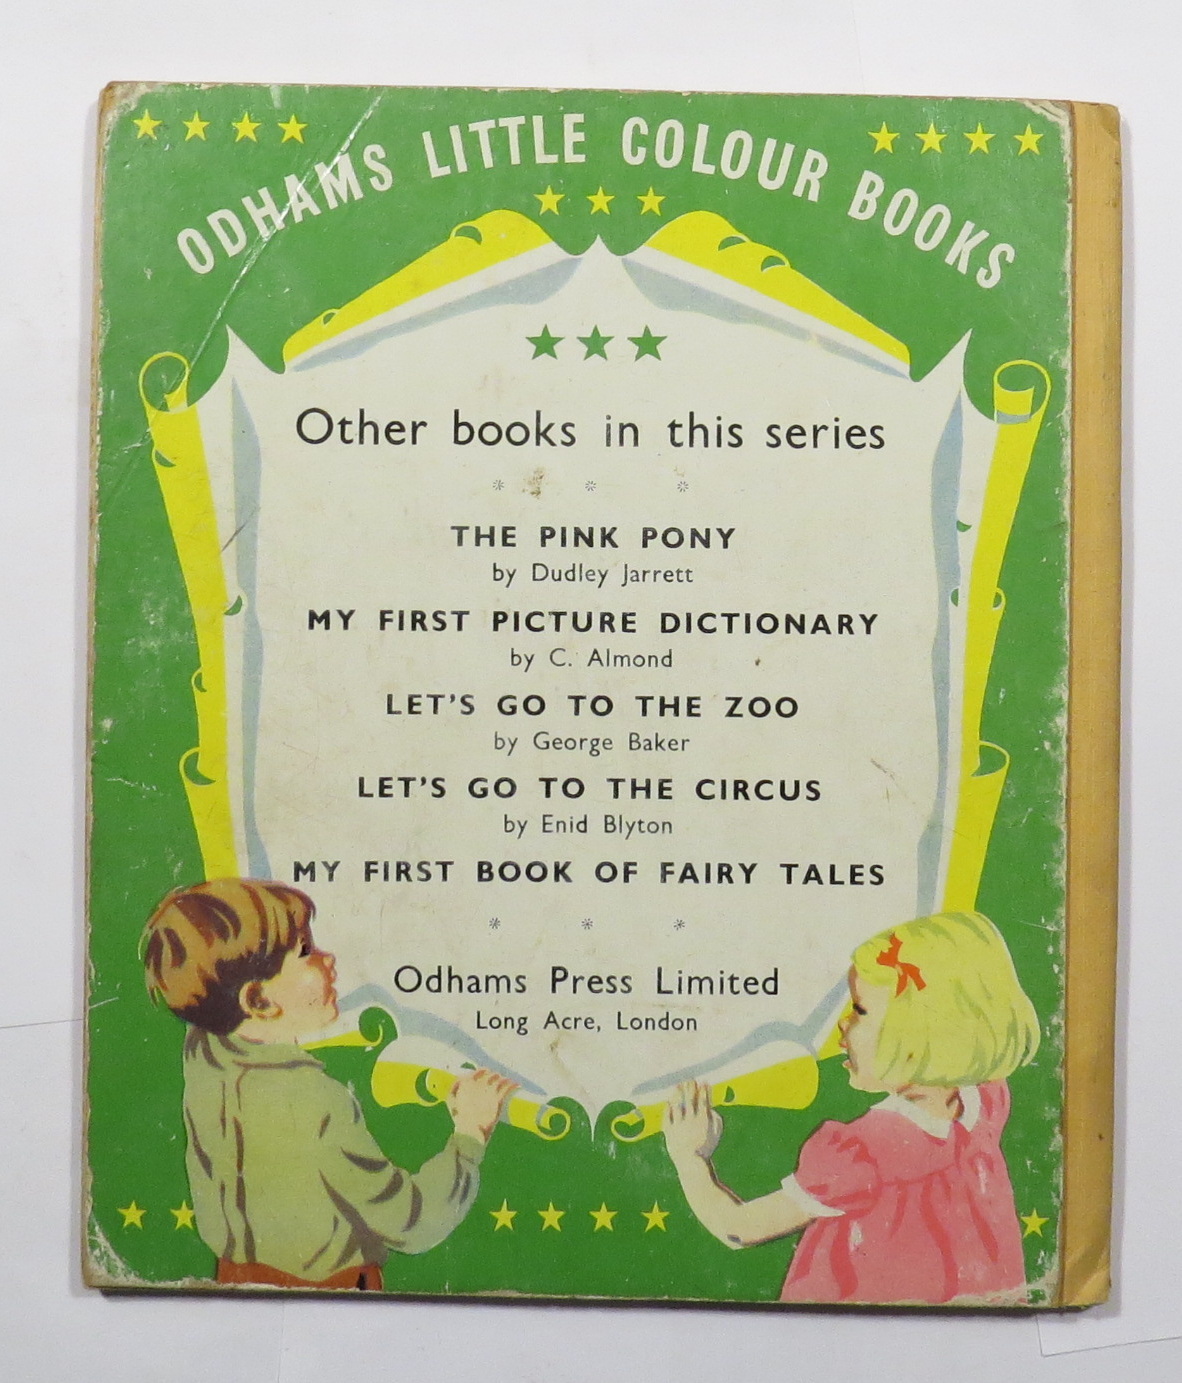 ODHAMS LITTLE COLOUR BOOKS
Other books in this series
THE PINK PONY
by Dudley Jarrett
MY FIRST PICTURE DICTIONARY
by C. Almond
LET'S GO TO THE ZOO
by George Baker
LET'S GO TO THE CIRCUS
by Enid Blyton
MY FIRST BOOK OF FAIRY TALES
Odhams Press Limited
Long Acre, London